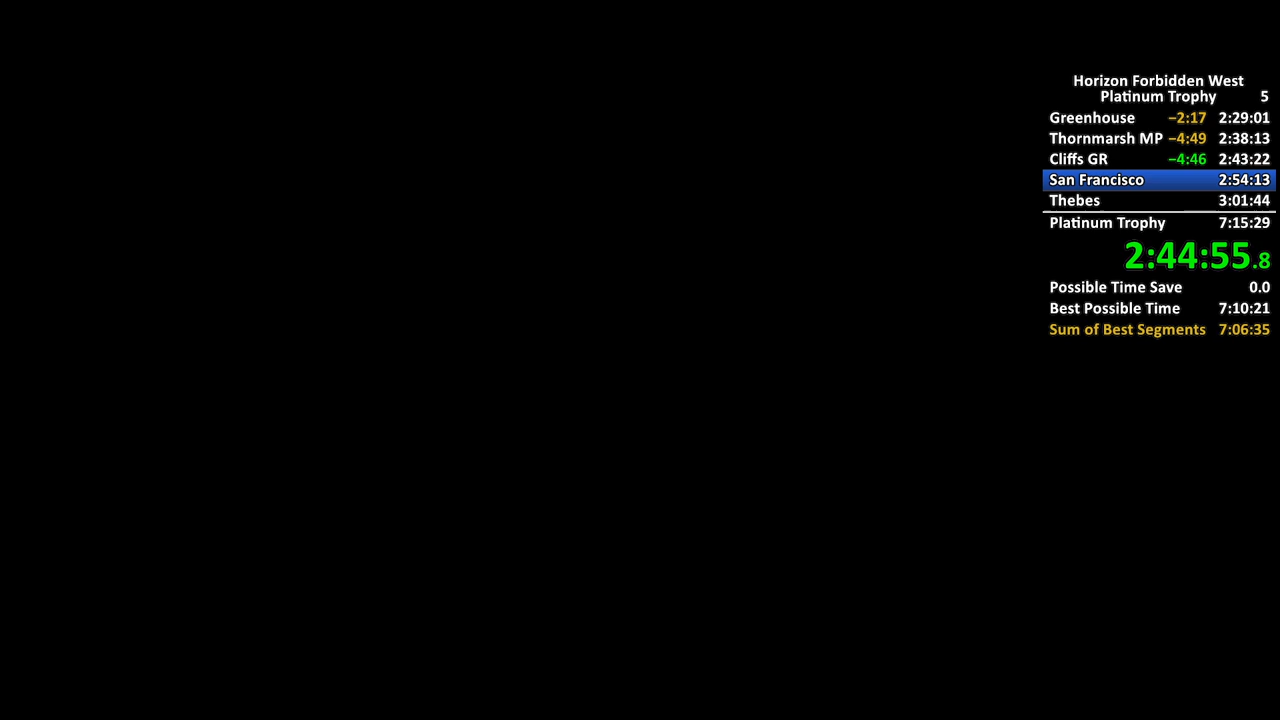 Horizon Forbidden West
Platinum Trophy 5
Greenhouse −2:17 2:29:01
Thornmarsh MP −4:49 2:38:13
Cliffs GR −4:46 2:43:22
San Francisco 2:54:13
Thebes 3:01:44
Platinum Trophy 7:15:29
2:44:55.8
Possible Time Save 0.0
Best Possible Time 7:10:21
Sum of Best Segments 7:06:35